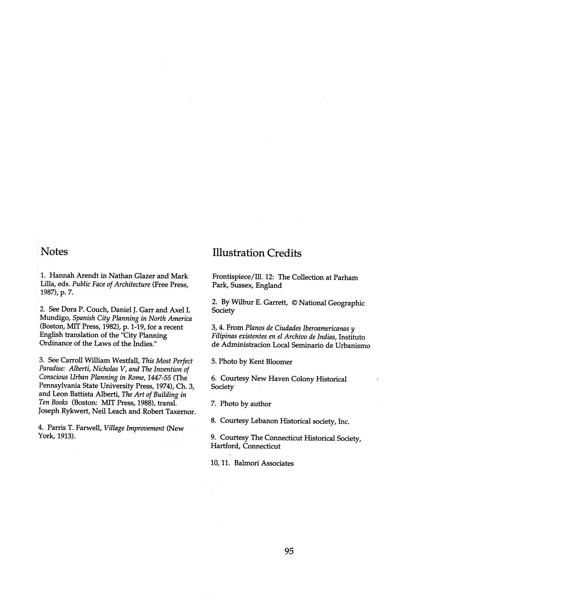 Notes
1. Hannah Arendt in Nathan Glazer and Mark
Lilla, eds. Public Face of Architecture (Free Press,
1987), p. 7.
2. See Dora P. Couch, Daniel J. Garr and Axel I.
Mundigo, Spanish City Planning in North America
(Boston, MIT Press, 1982), p. 1-19, for a recent
English translation of the "City Planning
Ordinance of the Laws of the Indies."
3. See Carroll William Westfall, This Most Perfect
Paradise: Alberti, Nicholas V, and The Invention of
Conscious Urban Planning in Rome, 1447-55 (The
Pennsylvania State University Press, 1974), Ch. 3,
and Leon Battista Alberti, The Art of Building in
Ten Books (Boston: MIT Press, 1988), transl.
Joseph Rykwert, Neil Leach and Robert Taxernor.
4. Parris T. Farwell, Village Improvement (New
York, 1913).
Illustration Credits
Frontispiece/Ill. 12: The Collection at Parham
Park, Sussex, England
2. By Wilbur E. Garrett, © National Geographic
Society
3, 4. From Planos de Ciudades Iberoamericanas y
Filipinas existentes en el Archivo de Indias, Instituto
de Administracion Local Seminario de Urbanismo
5. Photo by Kent Bloomer
6. Courtesy New Haven Colony Historical
Society
7. Photo by author
8. Courtesy Lebanon Historical society, Inc.
9. Courtesy The Connecticut Historical Society,
Hartford, Connecticut
10, 11. Balmori Associates
95